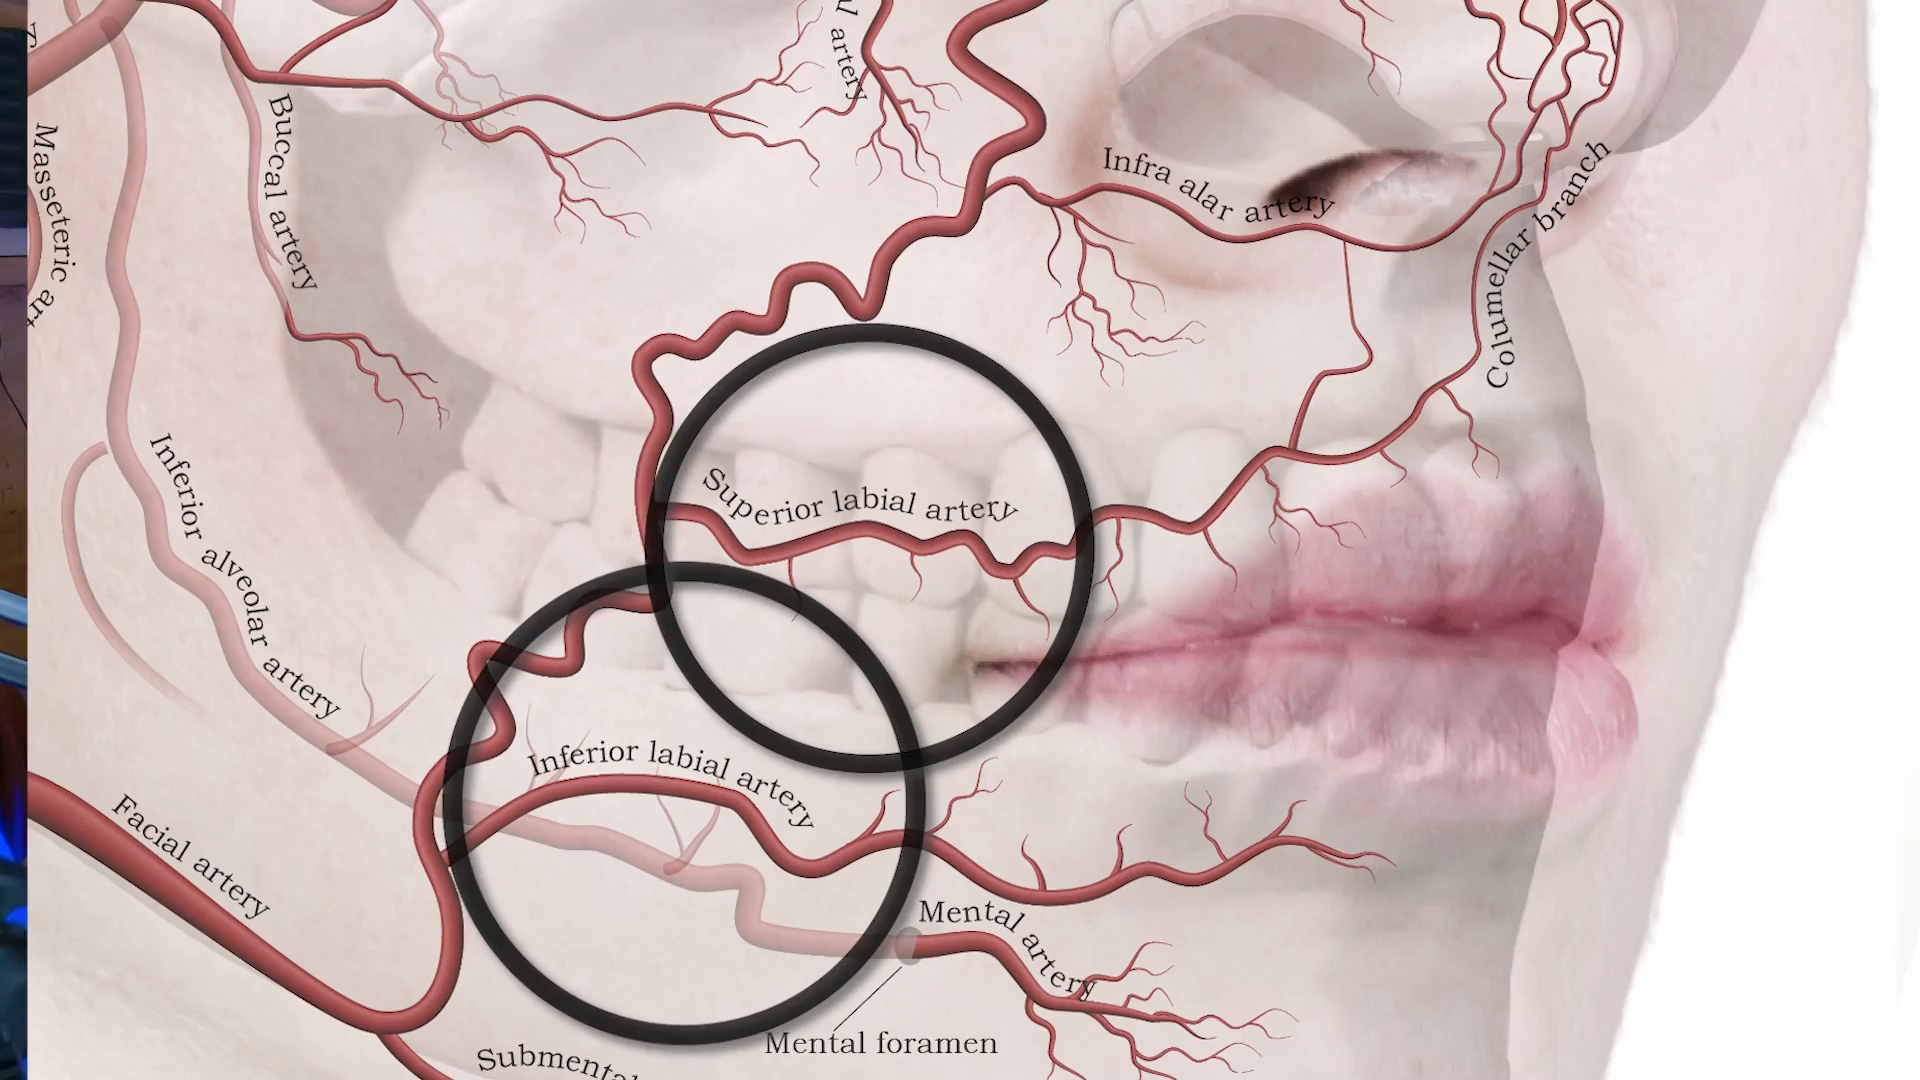 artery
Infra alar artery
Buccal artery
Masseteric
Columellar branch
Superior labial artery
Inferior alveolar artery
Inferior labial artery
Facial artery
Mental artery
Mental foramen